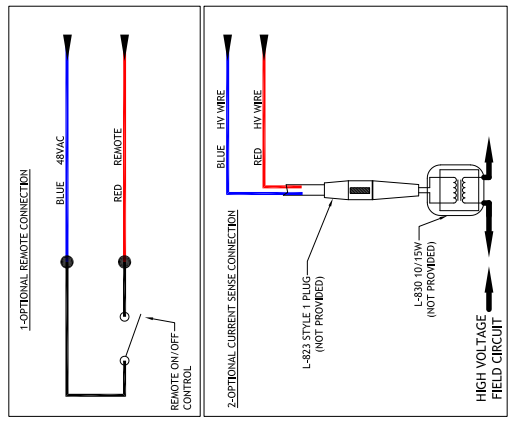 1-OPTIONAL REMOTE CONNECTION
BLUE 48VAC
RED REMOTE
REMOTE ON/OFF
CONTROL
2-OPTIONAL CURRENT SENSE CONNECTION
BLUE HV WIRE
RED HV WIRE
L-823 STYLE 1 PLUG
(NOT PROVIDED)
L-830 10/15W
(NOT PROVIDED)
HIGH VOLTAGE
FIELD CIRCUIT